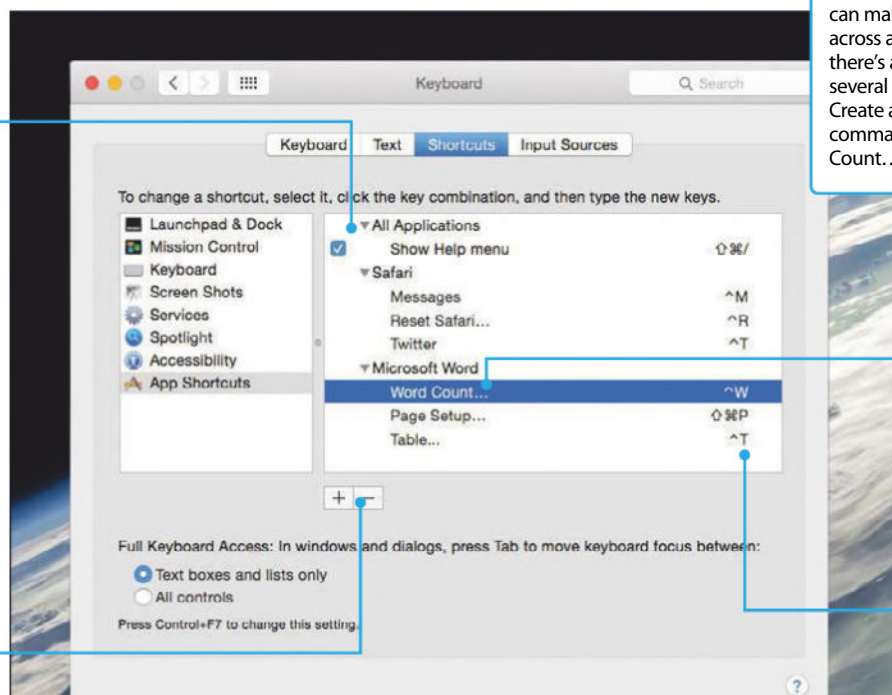 can ma
across a
there's a
several
Create a
comma
Count…
Keyboard
Search
Keyboard Text Shortcuts Input Sources
To change a shortcut, select it, click the key combination, and then type the new keys.
Launchpad & Dock
Mission Control
Keyboard
Screen Shots
Services
Spotlight
Accessibility
App Shortcuts
All Applications
Show Help menu ⇧⌘/
Safari
Messages ^M
Reset Safari... ^R
Twitter ^T
Microsoft Word
Word Count... ^W
Page Setup... ⇧⌘P
Table... ^T
+ −
Full Keyboard Access: In windows and dialogs, press Tab to move keyboard focus between:
Text boxes and lists only
All controls
Press Control+F7 to change this setting.
?